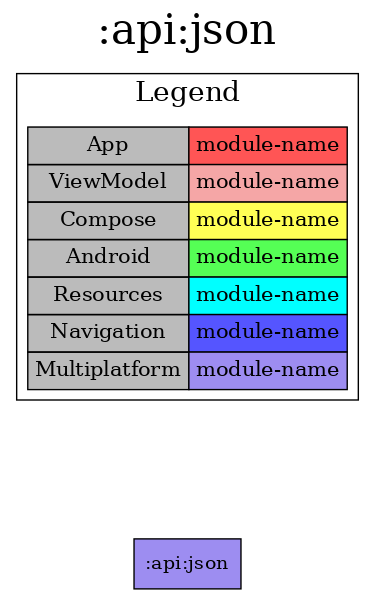 :api:json
Legend
App module-name
ViewModel module-name
Compose module-name
Android module-name
Resources module-name
Navigation module-name
Multiplatform module-name
:api:json